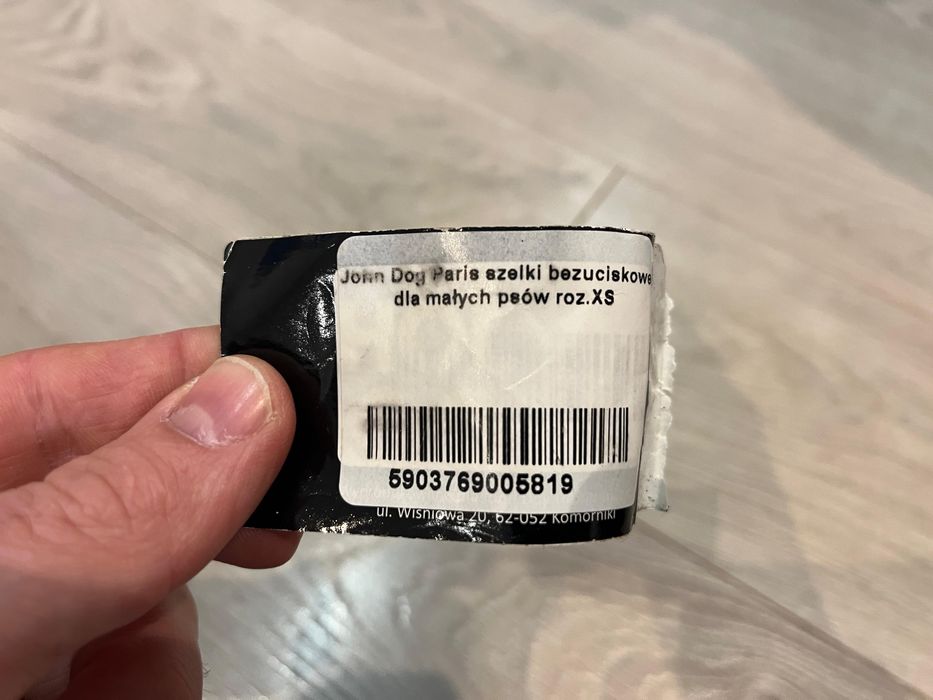 John Dog Paris szelki bezuciskowe
dla małych psów roz.XS
5903769005819
ul. Wiśniowa 20, 62-052 Komorniki